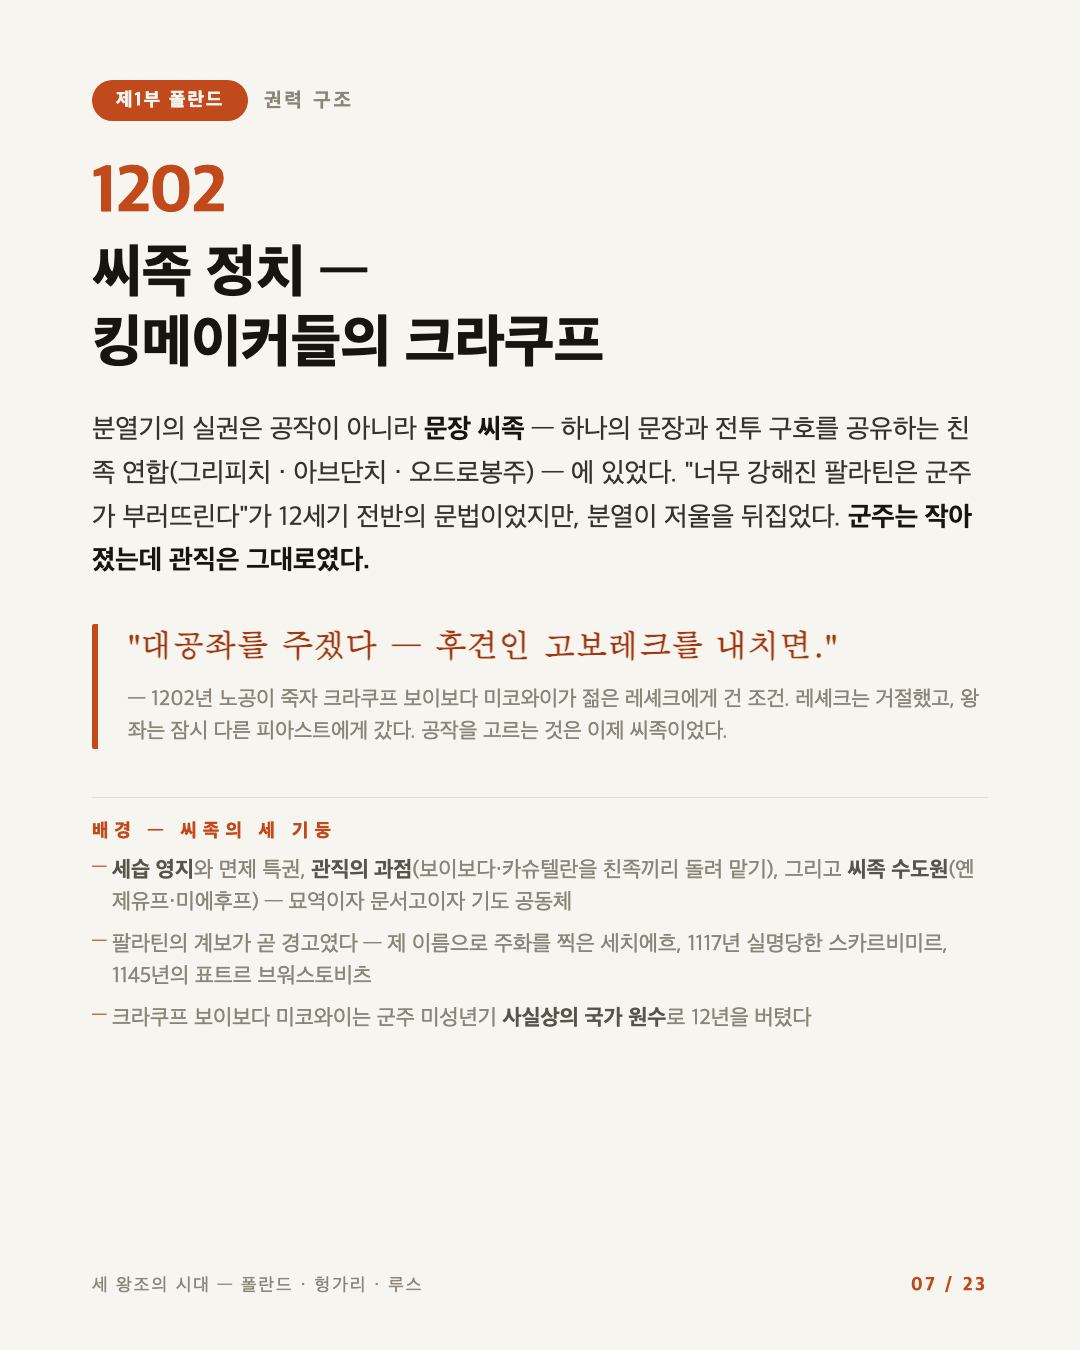 제1부 폴란드 권력 구조
1202
씨족 정치 —
킹메이커들의 크라쿠프
분열기의 실권은 공작이 아니라 문장 씨족 — 하나의 문장과 전투 구호를 공유하는 친
족 연합(그리피치 · 아브단치 · 오드로봉주) — 에 있었다. "너무 강해진 팔라틴은 군주
가 부러뜨린다"가 12세기 전반의 문법이었지만, 분열이 저울을 뒤집었다. 군주는 작아
졌는데 관직은 그대로였다.
"대공좌를 주겠다 — 후견인 고보레크를 내치면."
— 1202년 노공이 죽자 크라쿠프 보이보다 미코와이가 젊은 레셰크에게 건 조건. 레셰크는 거절했고, 왕
좌는 잠시 다른 피아스트에게 갔다. 공작을 고르는 것은 이제 씨족이었다.
배경 — 씨족의 세 기둥
— 세습 영지와 면제 특권, 관직의 과점(보이보다·카슈텔란을 친족끼리 돌려 맡기), 그리고 씨족 수도원(옌
제유프·미에후프) — 묘역이자 문서고이자 기도 공동체
— 팔라틴의 계보가 곧 경고였다 — 제 이름으로 주화를 찍은 세치에흐, 1117년 실명당한 스카르비미르,
1145년의 표트르 브워스토비츠
— 크라쿠프 보이보다 미코와이는 군주 미성년기 사실상의 국가 원수로 12년을 버텼다
세 왕조의 시대 — 폴란드 · 헝가리 · 루스
07 / 23